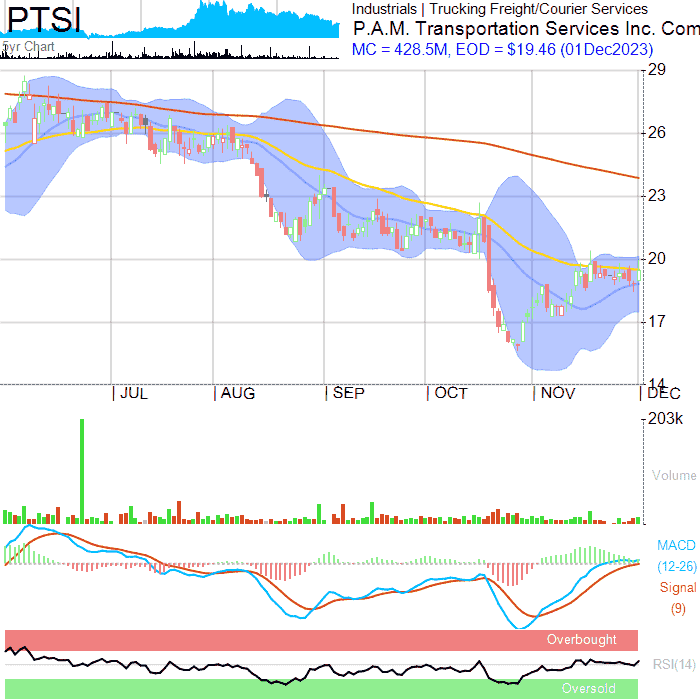 PTSI
5yr Chart
Industrials | Trucking Freight/Courier Services
P.A.M. Transportation Services Inc. Com
MC = 428.5M, EOD = $19.46 (01Dec2023)
29
26
23
20
17
14
JUL AUG SEP OCT NOV DEC
203k
Volume
MACD
(12-26)
Signal
(9)
Overbought
RSI(14)
Oversold